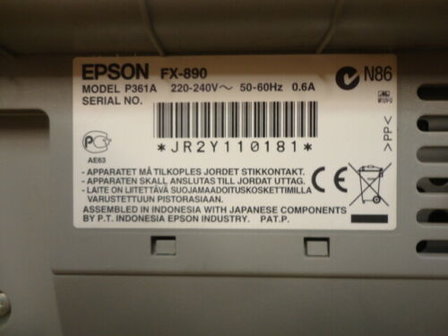 EPSON FX-890 N86
MODEL P361A 220-240V~ 50-60Hz 0.6A
SERIAL NO.
*JR2Y110181*
>PP<
AE63
- APPARATET MÅ TILKOPLES JORDET STIKKONTAKT.
- APPARATEN SKALL ANSLUTAS TILL JORDAT UTTAG.
- LAITE ON LIITETTÄVÄ SUOJAMAADOITUSKOSKETTIMILLA
VARUSTETTUUN PISTORASIAAN.
CE
ASSEMBLED IN INDONESIA WITH JAPANESE COMPONENTS
BY P.T. INDONESIA EPSON INDUSTRY. PAT.P.